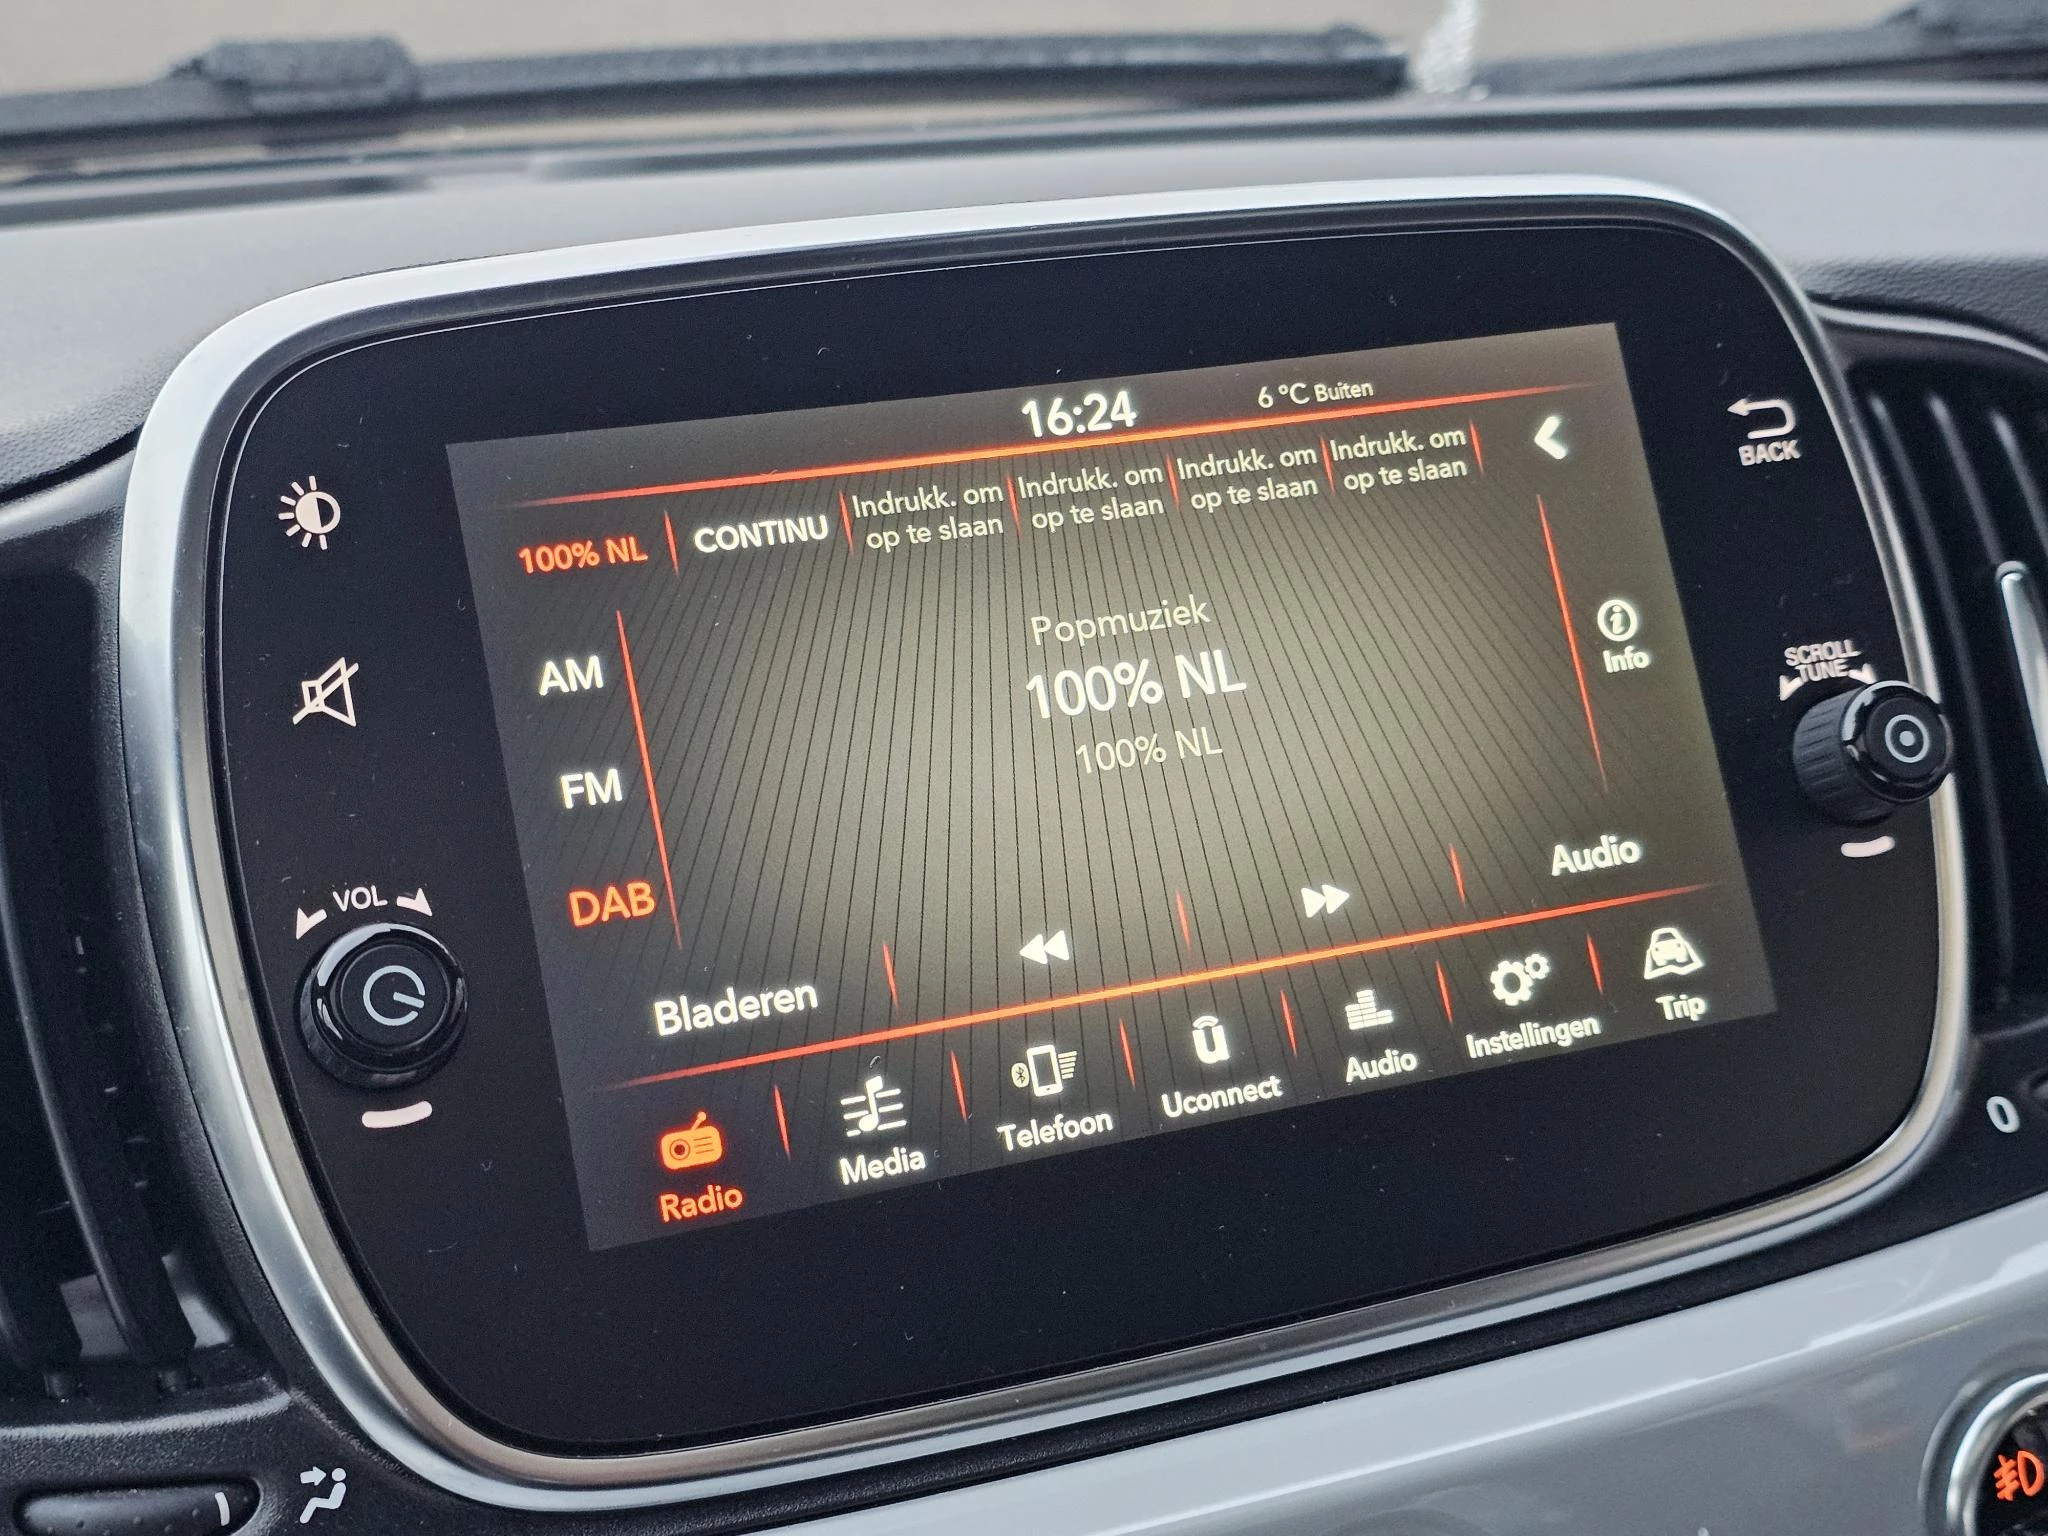 16:24
6 °C Buiten
100% NL
CONTINU
Indrukk. om
op te slaan
Indrukk. om
op te slaan
Indrukk. om
op te slaan
Indrukk. om
op te slaan
BACK
Popmuziek
100% NL
100% NL
AM
FM
DAB
Info
SCROLL
TUNE
VOL
Bladeren
Audio
Radio
Media
Telefoon
Uconnect
Audio
Instellingen
Trip
0